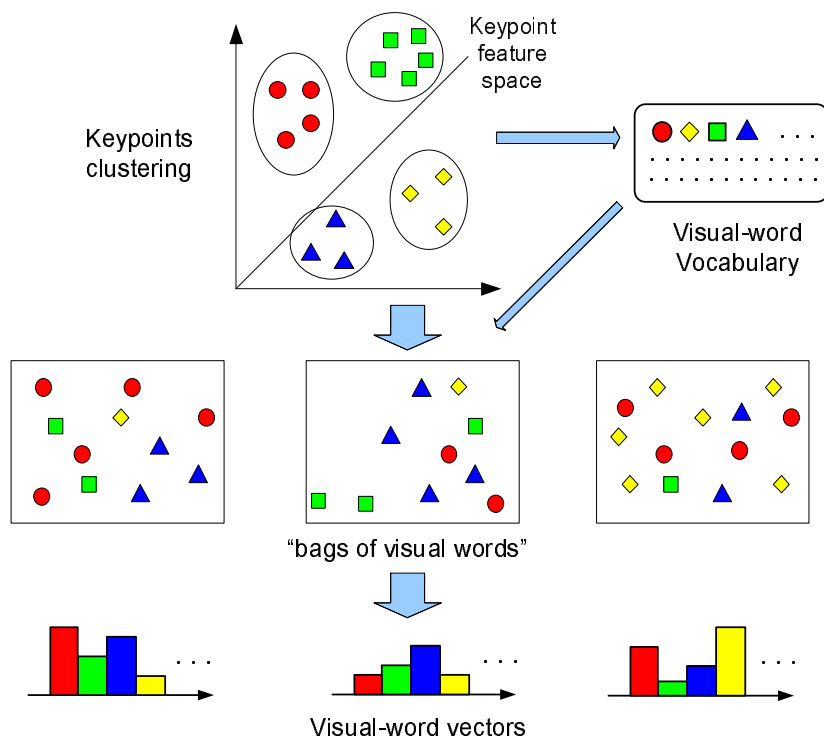 Keypoint
feature
space
Keypoints
clustering
. . .
Visual-word
Vocabulary
“bags of visual words”
. . .
. . .
. . .
Visual-word vectors